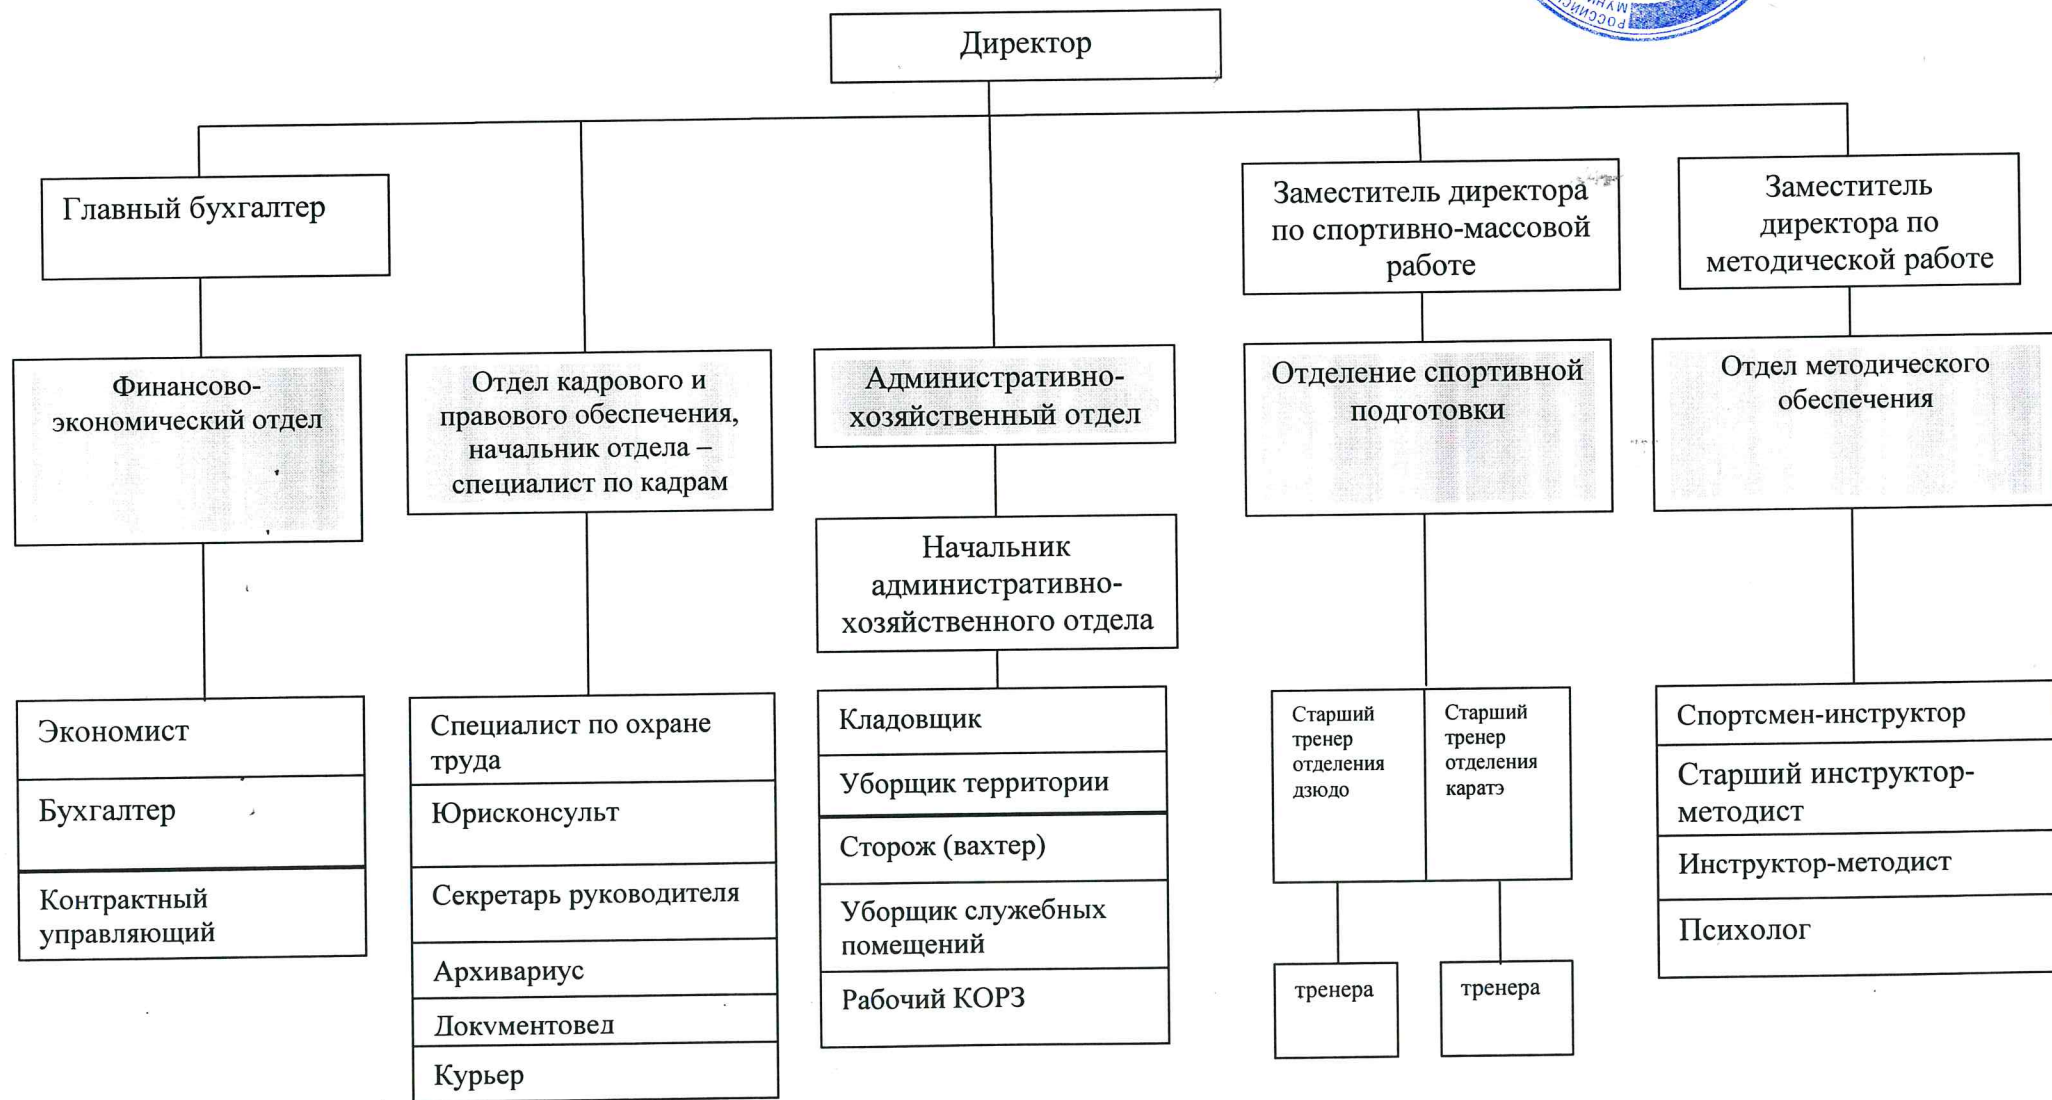 Директор
Главный бухгалтер
Заместитель директора
по спортивно-массовой
работе
Заместитель
директора по
методической работе
Финансово-
экономический отдел
Отдел кадрового и
правового обеспечения,
начальник отдела –
специалист по кадрам
Административно-
хозяйственный отдел
Отделение спортивной
подготовки
Отдел методического
обеспечения
Начальник
административно-
хозяйственного отдела
Экономист
Бухгалтер
Контрактный
управляющий
Специалист по охране
труда
Юрисконсульт
Секретарь руководителя
Архивариус
Документовед
Курьер
Кладовщик
Уборщик территории
Сторож (вахтер)
Уборщик служебных
помещений
Рабочий КОРЗ
Старший
тренер
отделения
дзюдо
Старший
тренер
отделения
каратэ
тренера
тренера
Спортсмен-инструктор
Старший инструктор-
методист
Инструктор-методист
Психолог